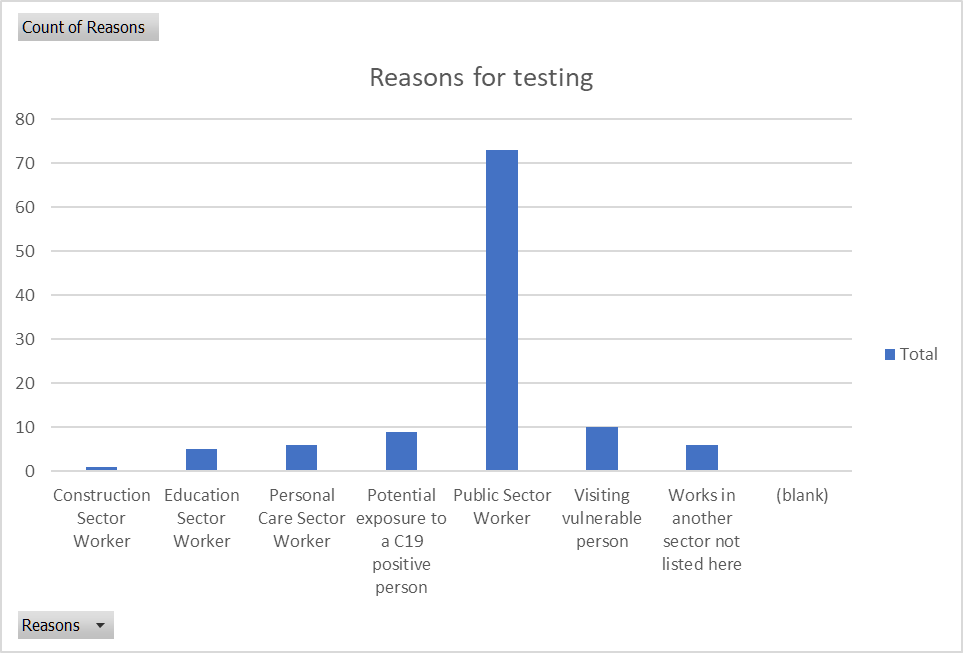 Count of Reasons
Reasons for testing
80
70
60
50
40
30
20
10
0
Total
Construction
Sector
Worker
Education
Sector
Worker
Personal
Care Sector
Worker
Potential
exposure to
a C19
positive
person
Public Sector
Worker
Visiting
vulnerable
person
Works in
another
sector not
listed here
(blank)
Reasons